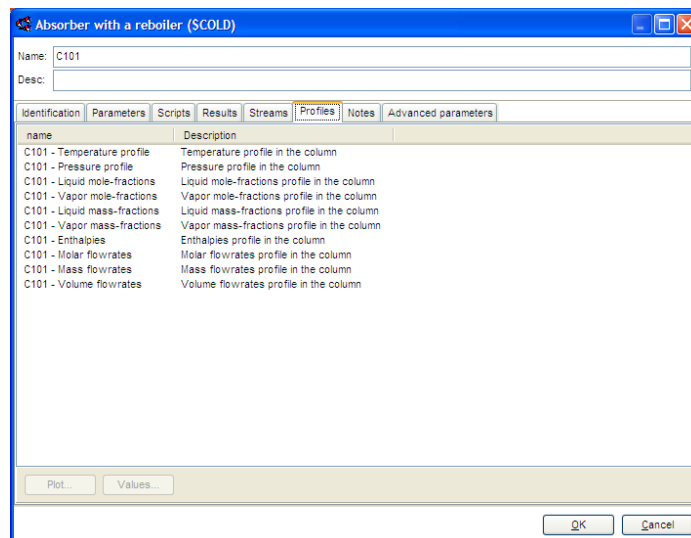 Absorber with a reboiler ($COLD)
Name: C101
Desc:
Identification Parameters Scripts Results Streams Profiles Notes Advanced parameters
name Description
C101 - Temperature profile Temperature profile in the column
C101 - Pressure profile Pressure profile in the column
C101 - Liquid mole-fractions Liquid mole-fractions profile in the column
C101 - Vapor mole-fractions Vapor mole-fractions profile in the column
C101 - Liquid mass-fractions Liquid mass-fractions profile in the column
C101 - Vapor mass-fractions Vapor mass-fractions profile in the column
C101 - Enthalpies Enthalpies profile in the column
C101 - Molar flowrates Molar flowrates profile in the column
C101 - Mass flowrates Mass flowrates profile in the column
C101 - Volume flowrates Volume flowrates profile in the column
Plot... Values...
OK Cancel